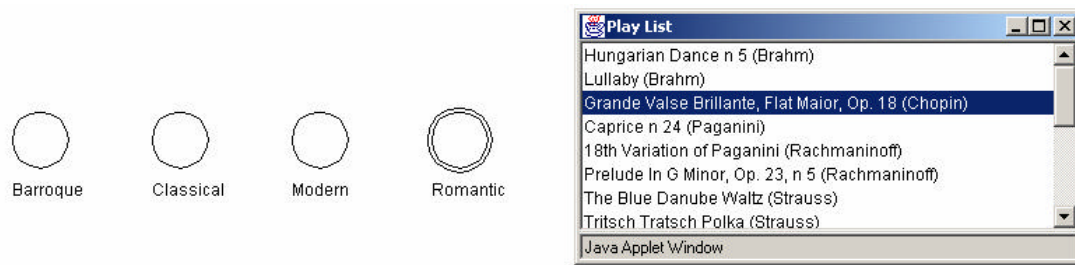 Barroque
Classical
Modern
Romantic
Play List
Hungarian Dance n 5 (Brahm)
Lullaby (Brahm)
Grande Valse Brillante, Flat Maior, Op. 18 (Chopin)
Caprice n 24 (Paganini)
18th Variation of Paganini (Rachmaninoff)
Prelude In G Minor, Op. 23, n 5 (Rachmaninoff)
The Blue Danube Waltz (Strauss)
Tritsch Tratsch Polka (Strauss)
Java Applet Window